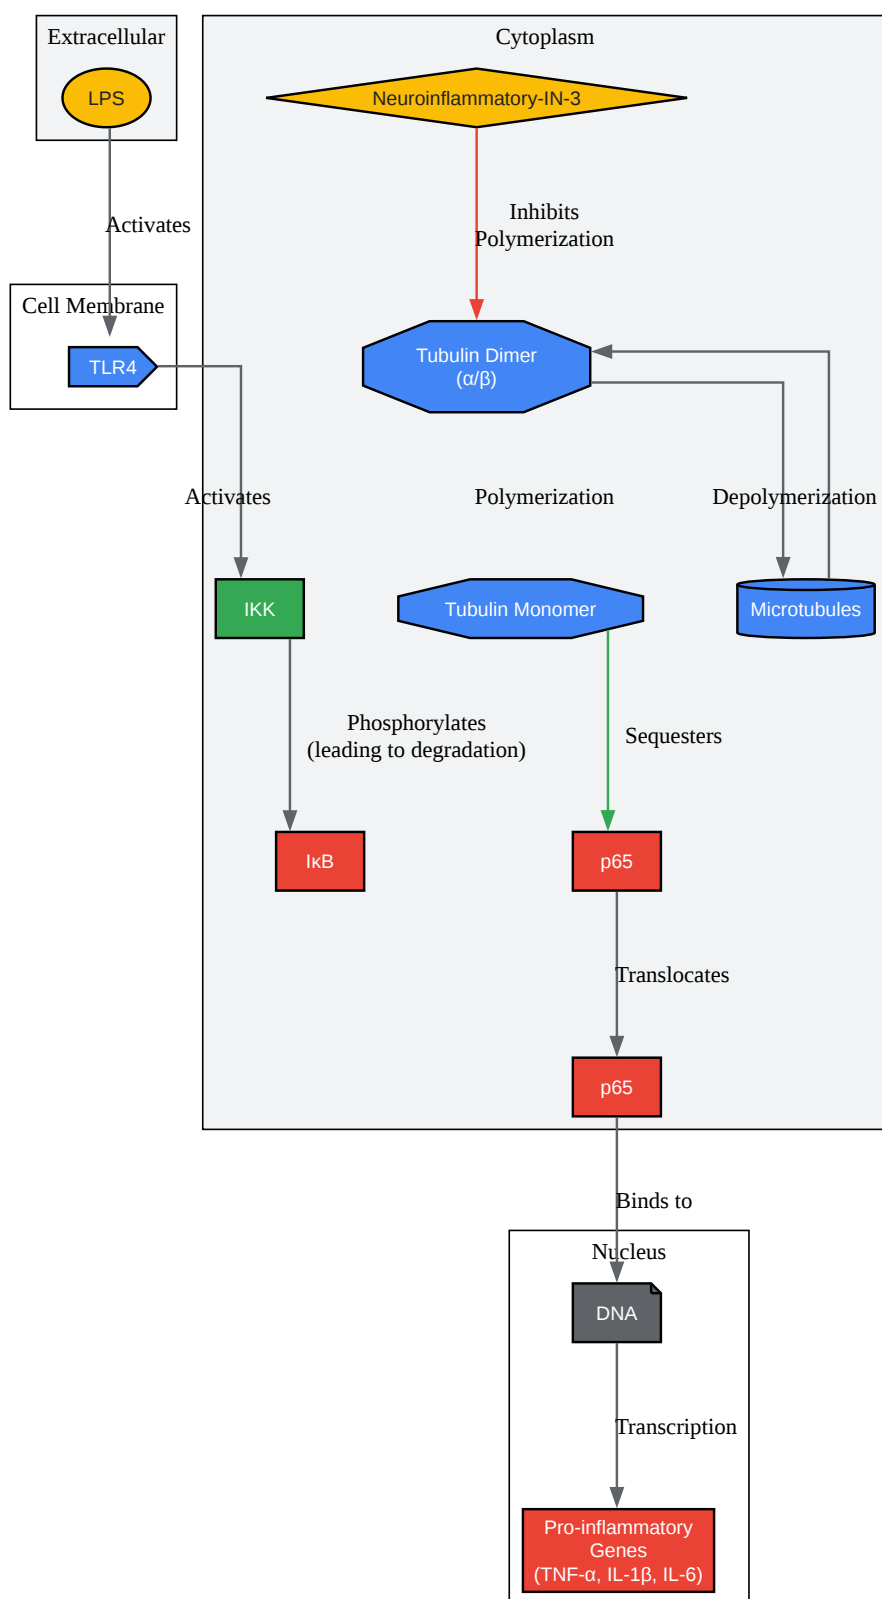 Extracellular
Cytoplasm
LPS
Neuroinflammatory-IN-3
Activates
Inhibits
Polymerization
Cell Membrane
TLR4
Tubulin Dimer
(α/β)
Activates
Polymerization
Depolymerization
IKK
Tubulin Monomer
Microtubules
Phosphorylates
(leading to degradation)
Sequesters
IκB
p65
Translocates
p65
Binds to
Nucleus
DNA
Transcription
Pro-inflammatory
Genes
(TNF-α, IL-1β, IL-6)